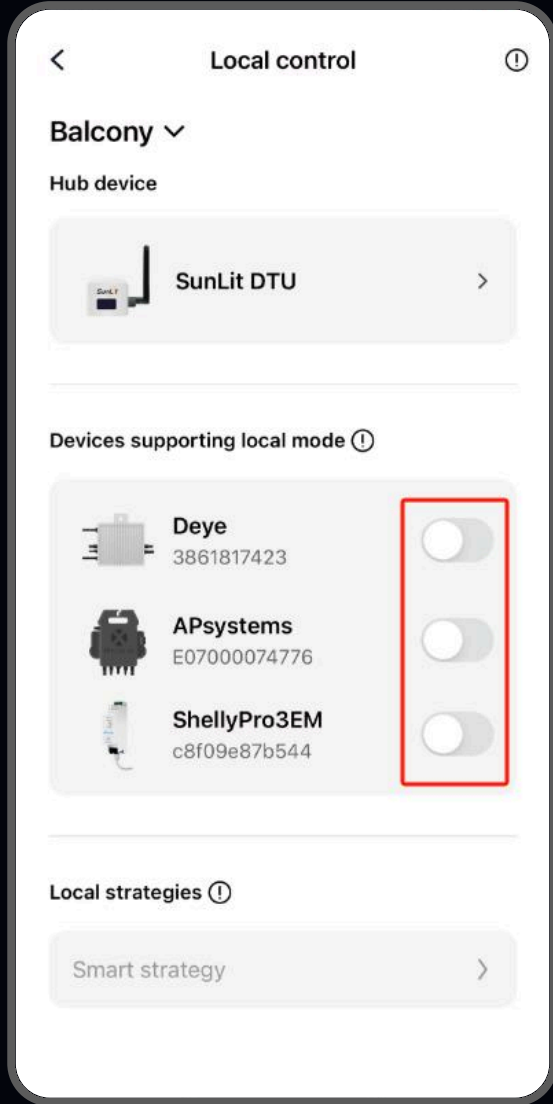 Local control
Balcony
Hub device
SunLit
SunLit DTU
Devices supporting local mode
Deye
3861817423
APsystems
E07000074776
ShellyPro3EM
c8f09e87b544
Local strategies
Smart strategy